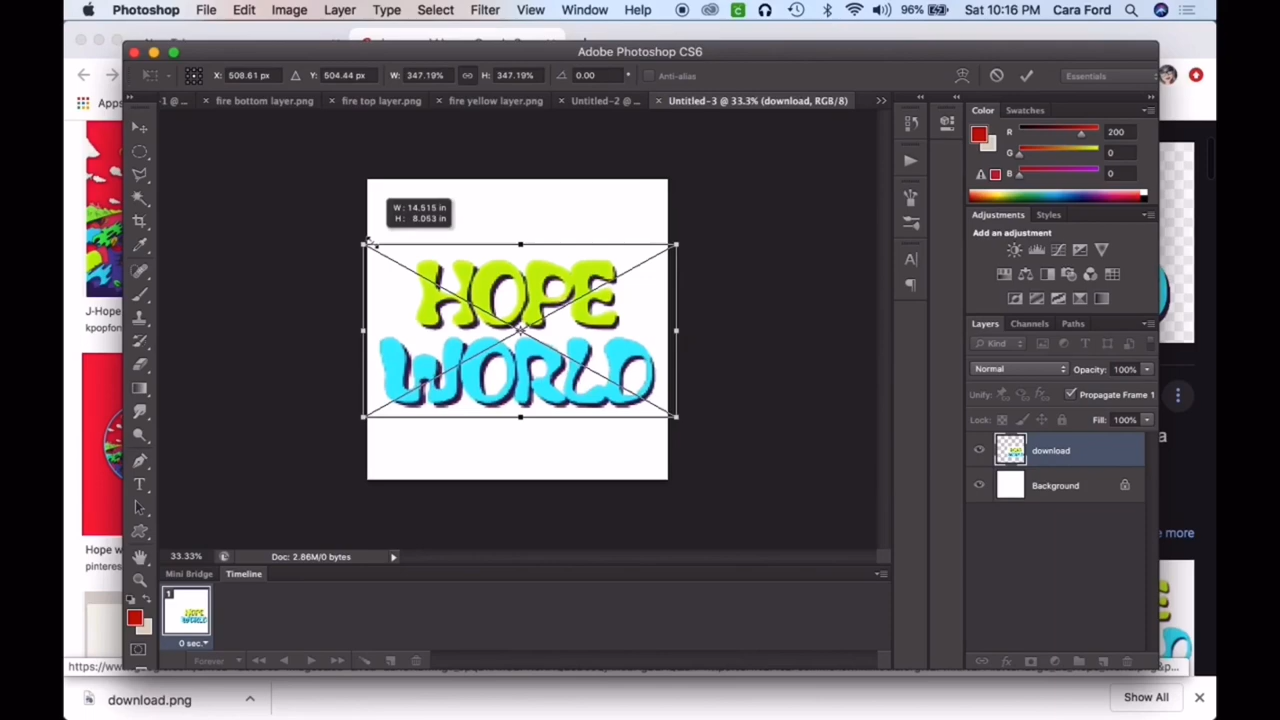 Photoshop File Edit Image Layer Type Select Filter View Window Help 96% Sat 10:16 PM Cara Ford
Adobe Photoshop CS6
X: 508.61 px Y: 504.44 px W: 347.19% H: 347.19% 0.00 ° Anti-alias Essentials
1 @ ... × fire bottom layer.png × fire top layer.png × fire yellow layer.png × Untitled-2 @ ... × Untitled-3 @ 33.3% (download, RGB/8)
Apps
Color Swatches
R 200
G 0
B 0
W: 14.515 in
H: 8.053 in
HOPE
WORLD
Adjustments Styles
Add an adjustment
Layers Channels Paths
Kind
Normal Opacity: 100%
Unify: Propagate Frame 1
Lock: Fill: 100%
download
Background
J-Hope
kpopfon
Hope w
pinteres
e more
33.33% Doc: 2.86M/0 bytes
Mini Bridge Timeline
1
0 sec.
Forever
https://www.g
download.png
Show All